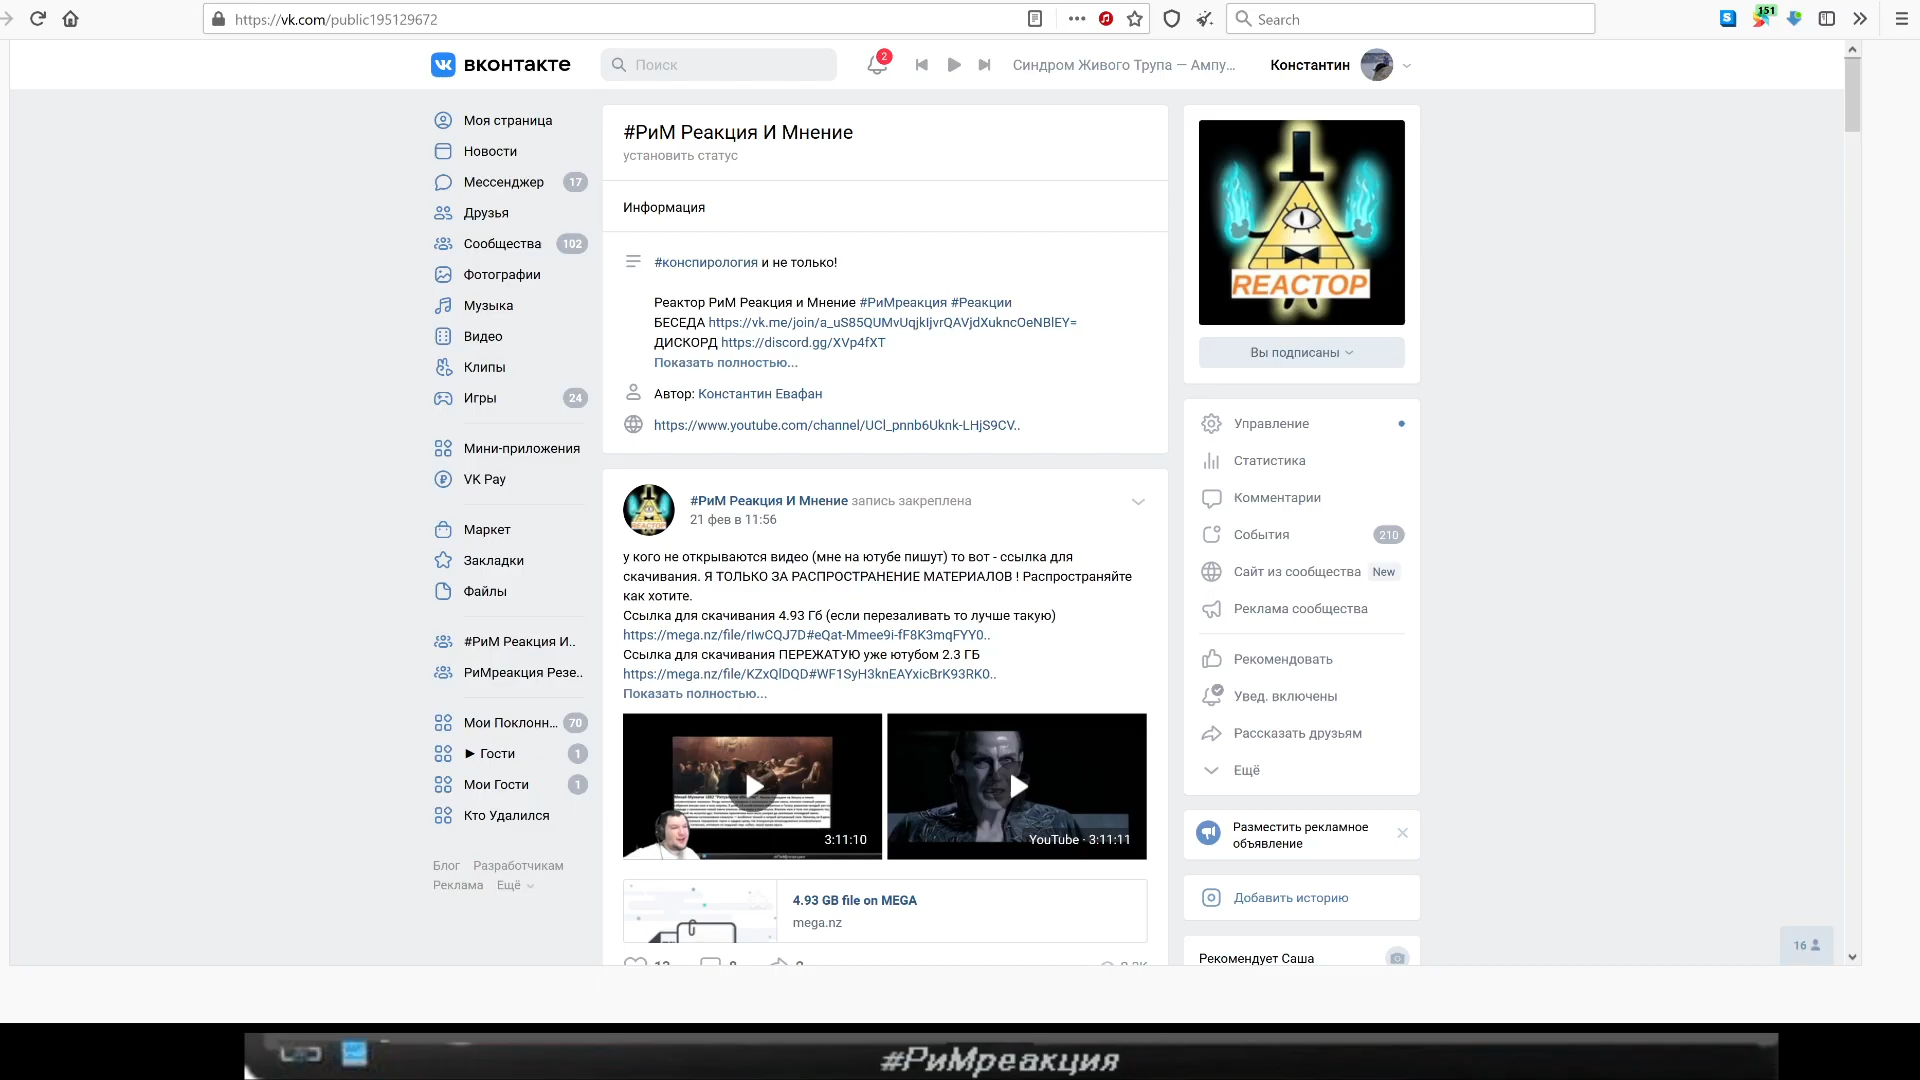 https://vk.com/public195129672
Search
151
вконтакте
Поиск
2
Синдром Живого Трупа — Ампу...
Константин
Моя страница
Новости
Мессенджер 17
Друзья
Сообщества 102
Фотографии
Музыка
Видео
Клипы
Игры 24
Мини-приложения
VK Pay
Маркет
Закладки
Файлы
#РиМ Реакция И..
РиМреакция Резе..
Мои Поклонн... 70
► Гости 1
Мои Гости 1
Кто Удалился
Блог Разработчикам
Реклама Ещё
#РиМ Реакция И Мнение
установить статус
Информация
#конспирология и не только!
Реактор РиМ Реакция и Мнение #РиМреакция #Реакции
БЕСЕДА https://vk.me/join/a_uS85QUMvUqjkIjvrQAVjdXukncOeNBlEY=
ДИСКОРД https://discord.gg/XVp4fXT
Показать полностью...
Автор: Константин Евафан
https://www.youtube.com/channel/UCl_pnnb6Uknk-LHjS9CV..
#РиМ Реакция И Мнение запись закреплена
21 фев в 11:56
у кого не открываются видео (мне на ютубе пишут) то вот - ссылка для
скачивания. Я ТОЛЬКО ЗА РАСПРОСТРАНЕНИЕ МАТЕРИАЛОВ ! Распространяйте
как хотите.
Ссылка для скачивания 4.93 Гб (если перезаливать то лучше такую)
https://mega.nz/file/rIwCQJ7D#eQat-Mmee9i-fF8K3mqFYY0..
Ссылка для скачивания ПЕРЕЖАТУЮ уже ютубом 2.3 ГБ
https://mega.nz/file/KZxQlDQD#WF1SyH3knEAYxicBrK93RK0..
Показать полностью...
3:11:10
YouTube · 3:11:11
4.93 GB file on MEGA
mega.nz
REACTOR
Вы подписаны
Управление
Статистика
Комментарии
События 210
Сайт из сообщества New
Реклама сообщества
Рекомендовать
Увед. включены
Рассказать друзьям
Ещё
Разместить рекламное
объявление
Добавить историю
Рекомендует Саша
16
#РиМреакция